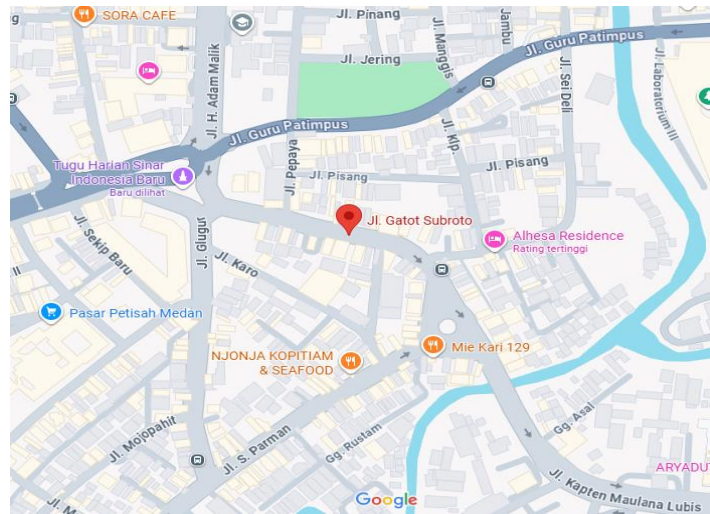 SORA CAFE
Jl. Pinang
Jl. H. Adam Malik
Jl. Jering
Jl. Manggis
Jambu
Jl. Guru Patimpus
Jl. Sei Deli
Jl. Laboratorium III
Jl. Guru Patimpus
Jl. Pepaya
Jl. Klp.
Jl. Pisang
Jl. Pisang
Tugu Harian Sinar
Indonesia Baru
Baru dilihat
Jl. Gatot Subroto
Alhesa Residence
Rating tertinggi
Jl. Sekip Baru
Jl. Glugur
Jl. Karo
II
Pasar Petisah Medan
NJONJA KOPITIAM
& SEAFOOD
Mie Kari 129
Jl. Mojopahit
Jl. S. Parman
Gg. Rustam
Gg. Asal
ARYADUT
Jl. M
Google
Jl. Kapten Maulana Lubis